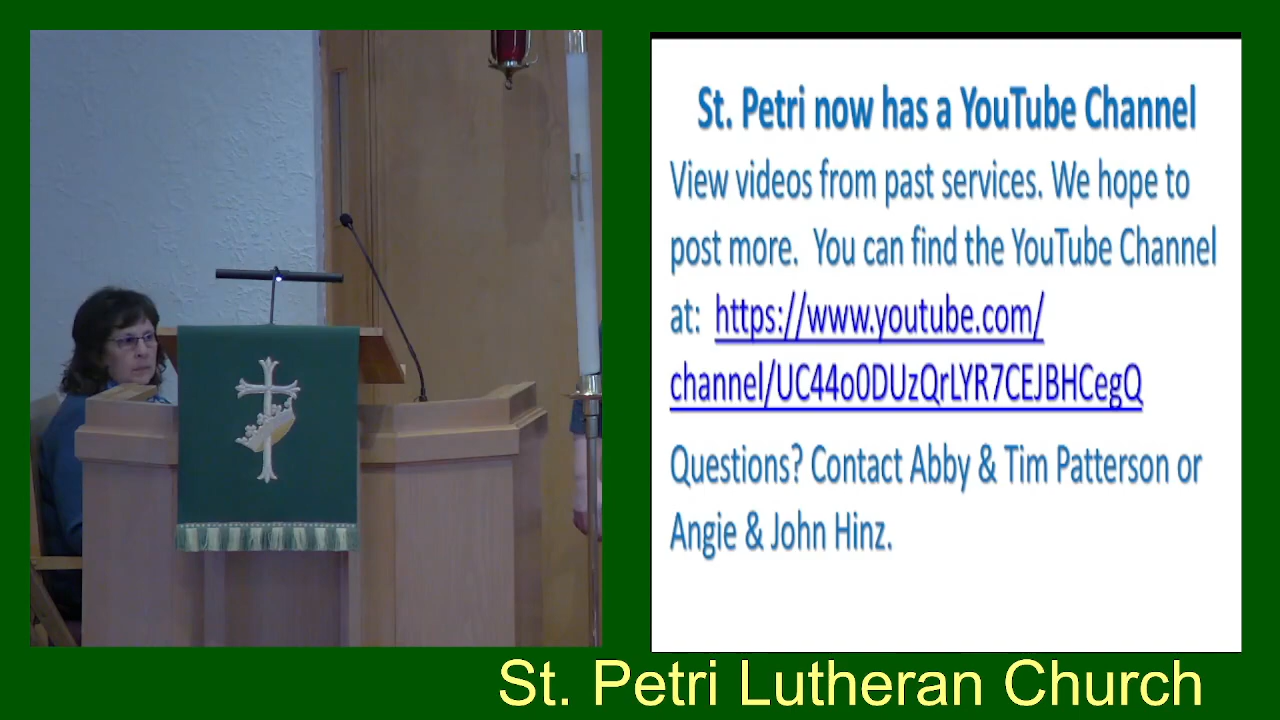 St. Petri now has a YouTube Channel
View videos from past services. We hope to
post more.  You can find the YouTube Channel
at:  https://www.youtube.com/
channel/UC44o0DUzQrLYR7CEJBHCegQ
Questions? Contact Abby & Tim Patterson or
Angie & John Hinz.
St. Petri Lutheran Church